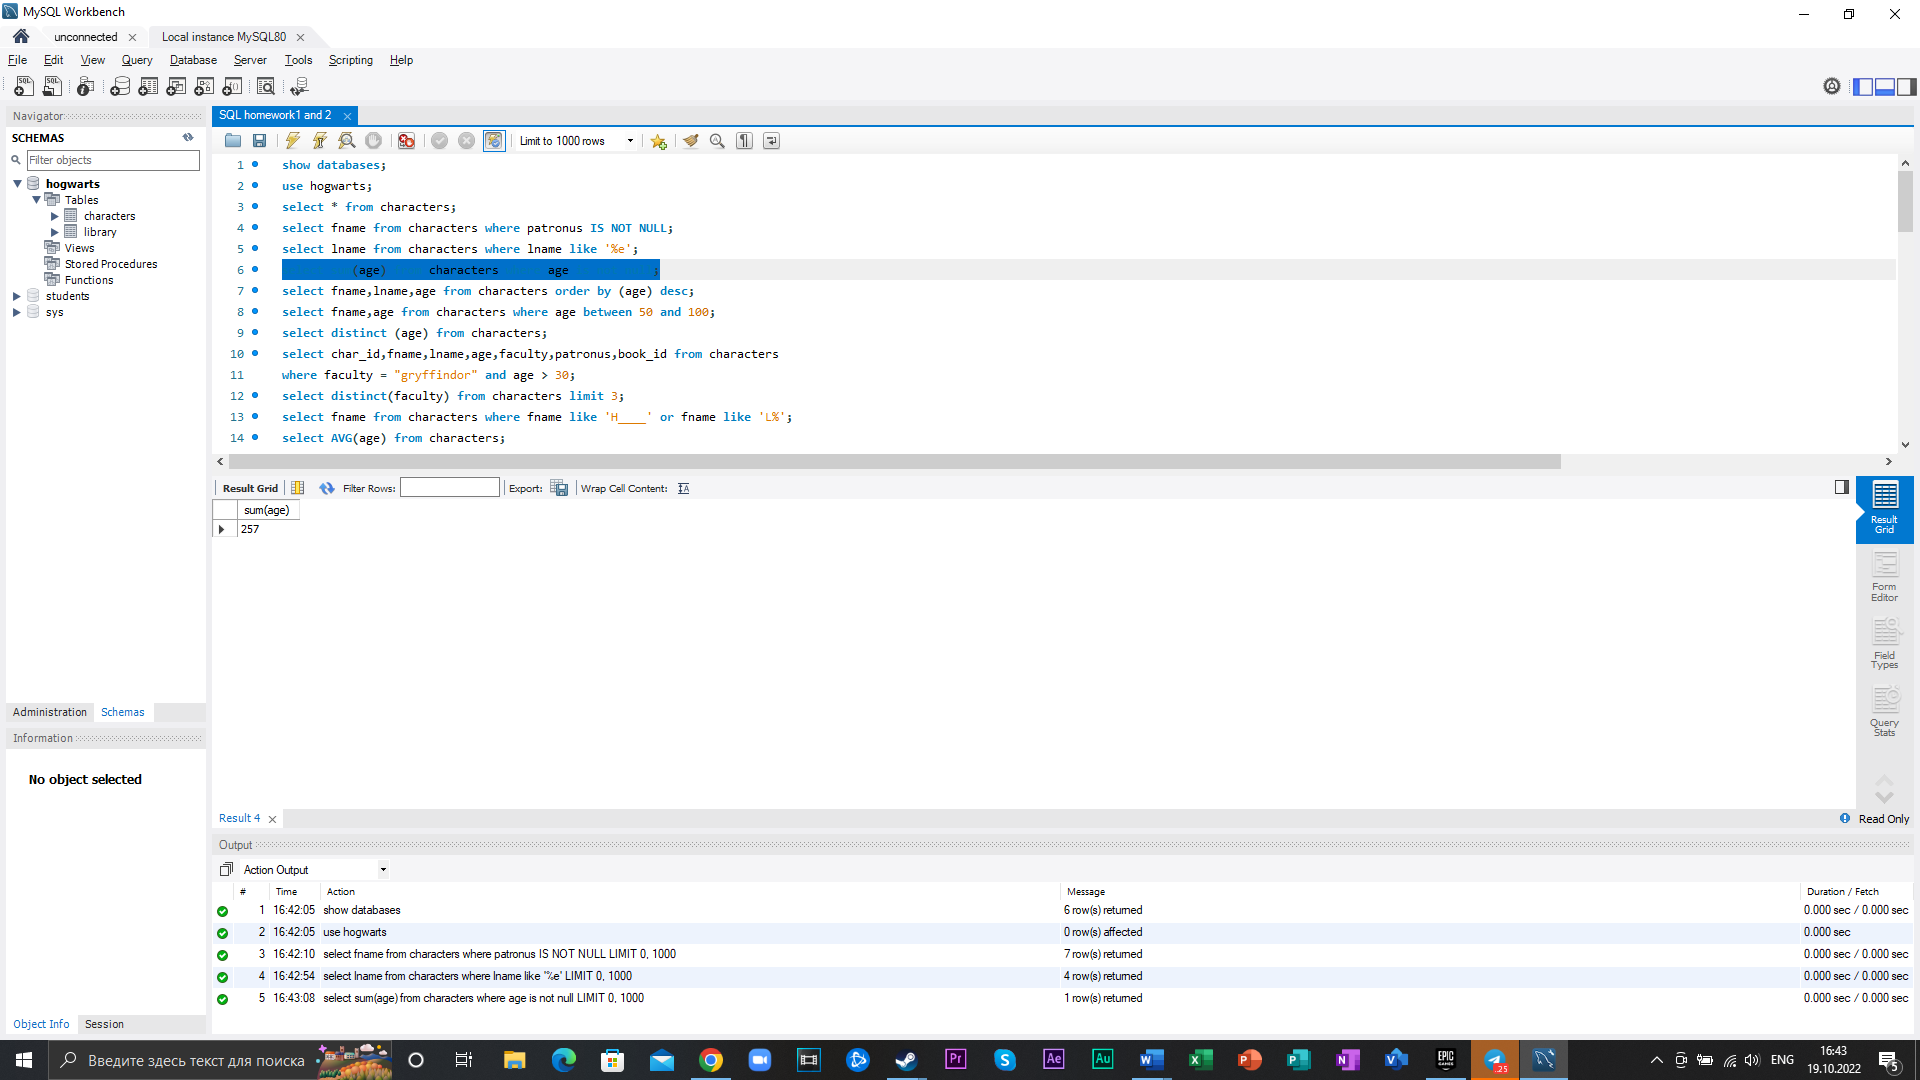 MySQL Workbench
unconnected
Local instance MySQL80
File Edit View Query Database Server Tools Scripting Help
Navigator
SCHEMAS
Filter objects
hogwarts
Tables
characters
library
Views
Stored Procedures
Functions
students
sys
Administration Schemas
Information
No object selected
Object Info Session
SQL homework1 and 2
Limit to 1000 rows
1 show databases;
2 use hogwarts;
3 select * from characters;
4 select fname from characters where patronus IS NOT NULL;
5 select lname from characters where lname like '%e';
6 (age) characters age ;
7 select fname,lname,age from characters order by (age) desc;
8 select fname,age from characters where age between 50 and 100;
9 select distinct (age) from characters;
10 select char_id,fname,lname,age,faculty,patronus,book_id from characters
11 where faculty = "gryffindor" and age > 30;
12 select distinct(faculty) from characters limit 3;
13 select fname from characters where fname like 'H____' or fname like 'L%';
14 select AVG(age) from characters;
Result Grid Filter Rows: Export: Wrap Cell Content:
sum(age)
257
Result
Grid
Form
Editor
Field
Types
Query
Stats
Result 4
Read Only
Output
Action Output
# Time Action Message Duration / Fetch
1 16:42:05 show databases 6 row(s) returned 0.000 sec / 0.000 sec
2 16:42:05 use hogwarts 0 row(s) affected 0.000 sec
3 16:42:10 select fname from characters where patronus IS NOT NULL LIMIT 0, 1000 7 row(s) returned 0.000 sec / 0.000 sec
4 16:42:54 select lname from characters where lname like '%e' LIMIT 0, 1000 4 row(s) returned 0.000 sec / 0.000 sec
5 16:43:08 select sum(age) from characters where age is not null LIMIT 0, 1000 1 row(s) returned 0.000 sec / 0.000 sec
Введите здесь текст для поиска
Pr
Ae
Au
EPIC
GAMES
25
ENG
16:43
19.10.2022
5